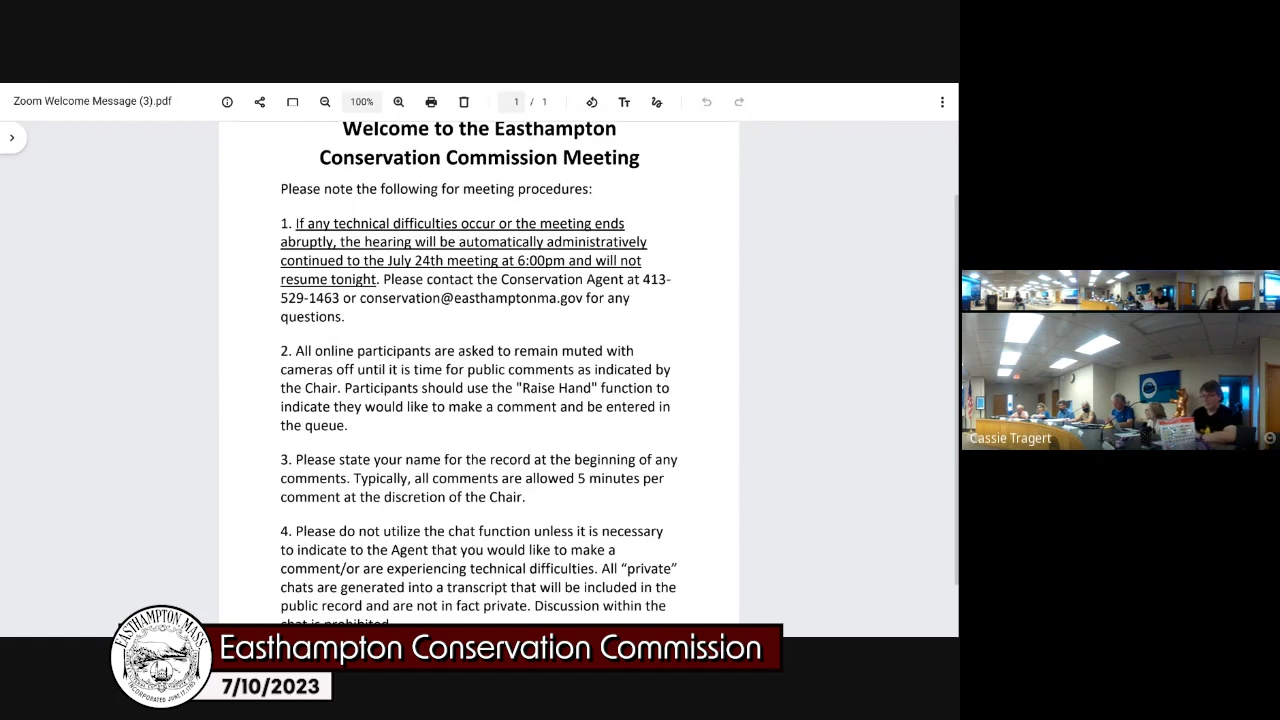 Zoom Welcome Message (3).pdf
100%
1 / 1
Welcome to the Easthampton
Conservation Commission Meeting
Please note the following for meeting procedures:
1. If any technical difficulties occur or the meeting ends
abruptly, the hearing will be automatically administratively
continued to the July 24th meeting at 6:00pm and will not
resume tonight. Please contact the Conservation Agent at 413-
529-1463 or conservation@easthamptonma.gov for any
questions.
2. All online participants are asked to remain muted with
cameras off until it is time for public comments as indicated by
the Chair. Participants should use the "Raise Hand" function to
indicate they would like to make a comment and be entered in
the queue.
3. Please state your name for the record at the beginning of any
comments. Typically, all comments are allowed 5 minutes per
comment at the discretion of the Chair.
4. Please do not utilize the chat function unless it is necessary
to indicate to the Agent that you would like to make a
comment/or are experiencing technical difficulties. All “private”
chats are generated into a transcript that will be included in the
public record and are not in fact private. Discussion within the
chat is prohibited.
Cassie Tragert
EASTHAMPTON MASS
INCORPORATED JUNE 17, 1785
Easthampton Conservation Commission
7/10/2023